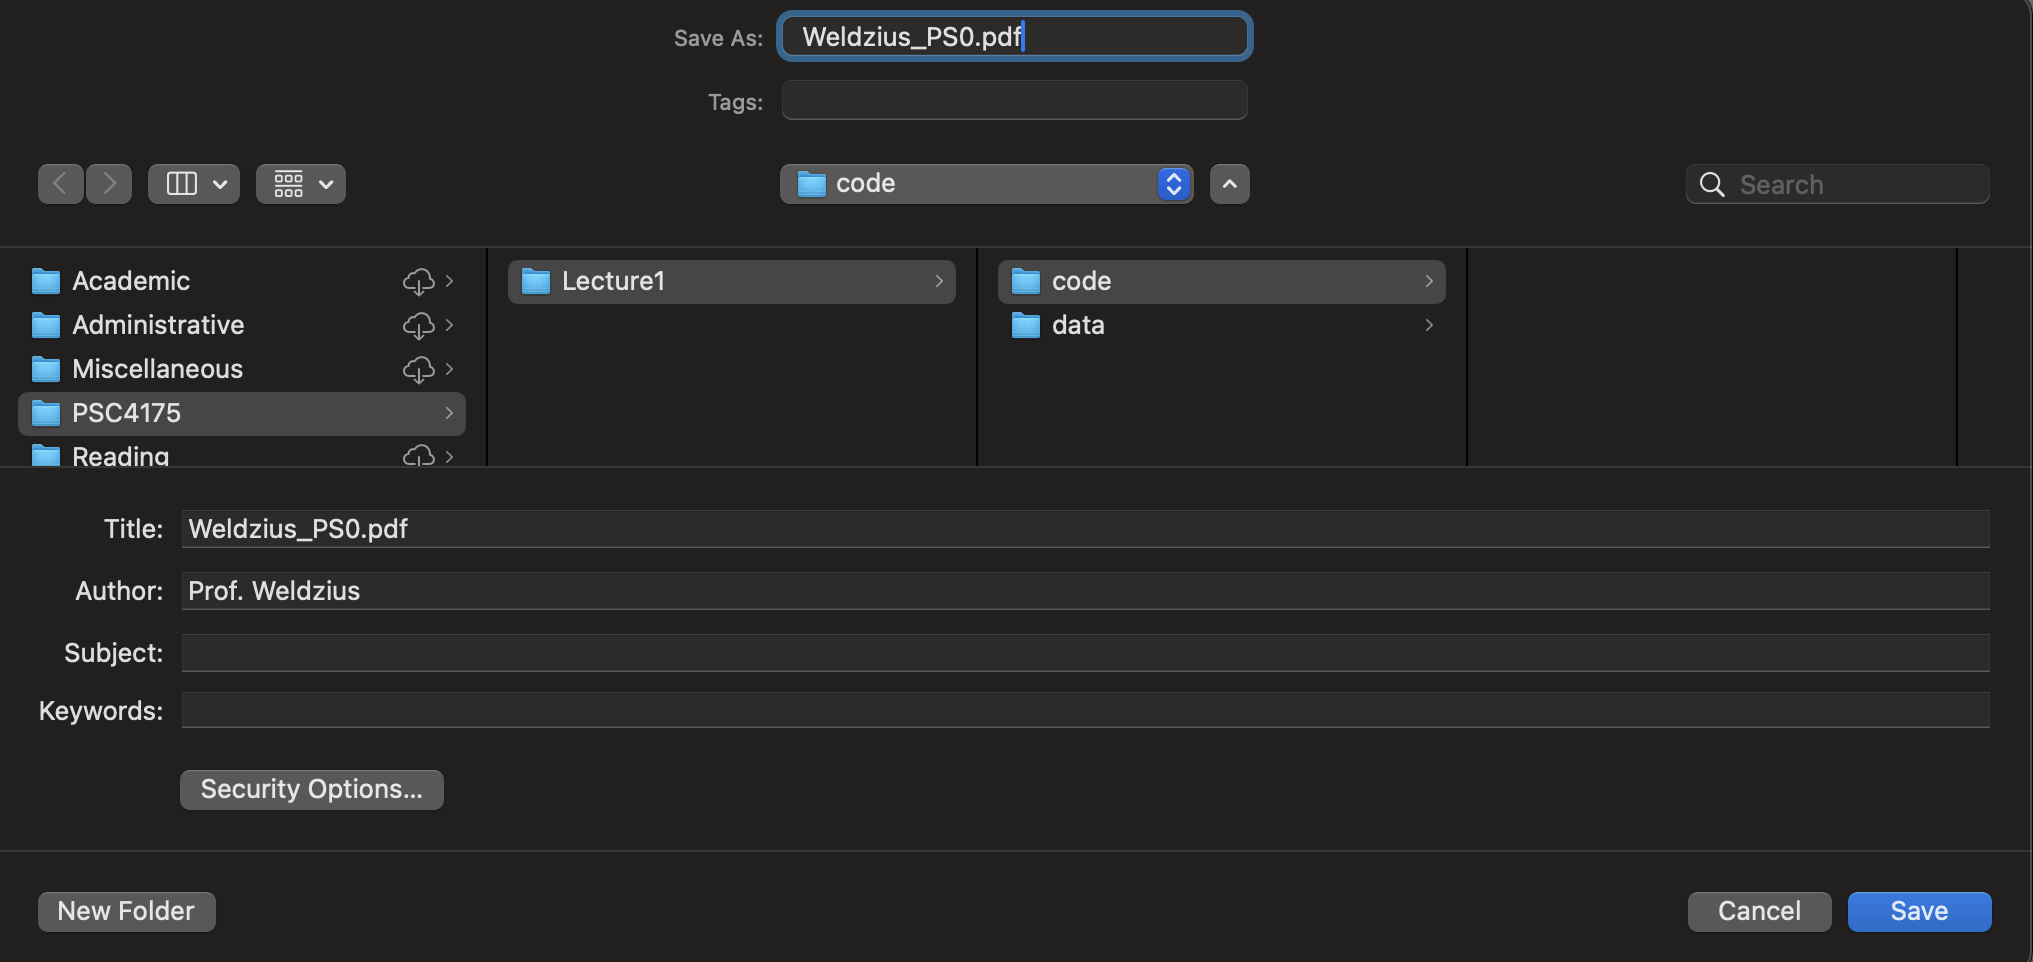 Save As: Weldzius_PS0.pdf
Tags:
code
Search
Academic
Administrative
Miscellaneous
PSC4175
Reading
Lecture1
code
data
Title: Weldzius_PS0.pdf
Author: Prof. Weldzius
Subject:
Keywords:
Security Options...
New Folder
Cancel
Save